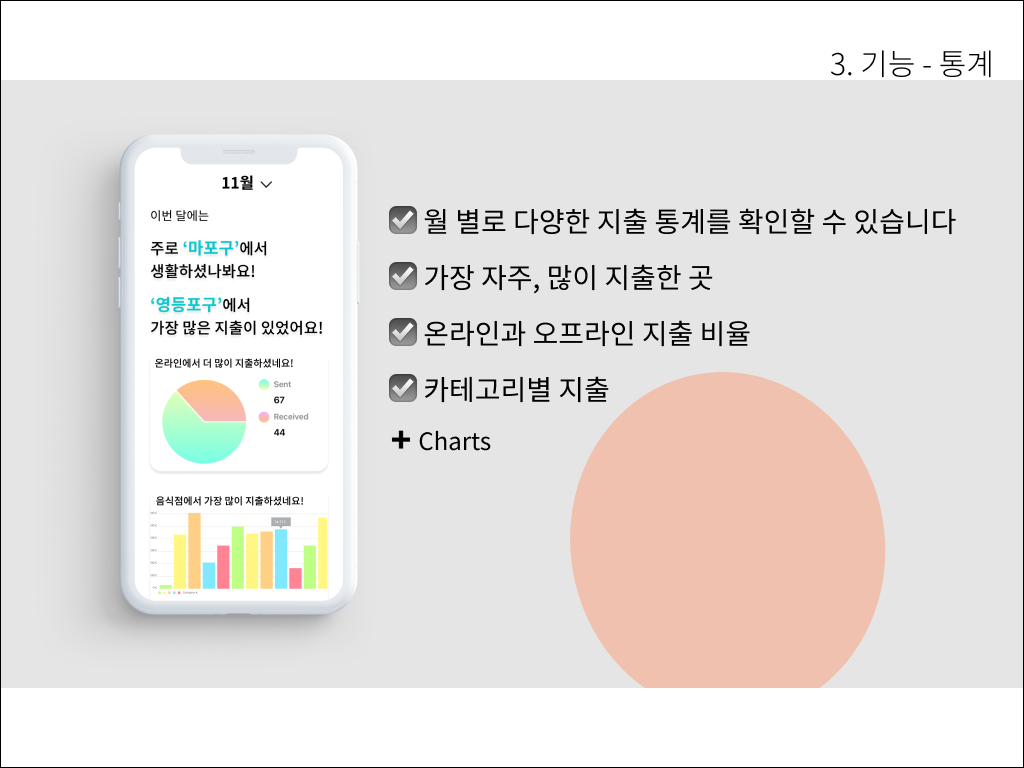 3. 기능 - 통계
11월
이번 달에는
주로 ‘마포구’에서
생활하셨나봐요!
‘영등포구’에서
가장 많은 지출이 있었어요!
온라인에서 더 많이 지출하셨네요!
Sent
67
Received
44
음식점에서 가장 많이 지출하셨네요!
월 별로 다양한 지출 통계를 확인할 수 있습니다
가장 자주, 많이 지출한 곳
온라인과 오프라인 지출 비율
카테고리별 지출
+ Charts